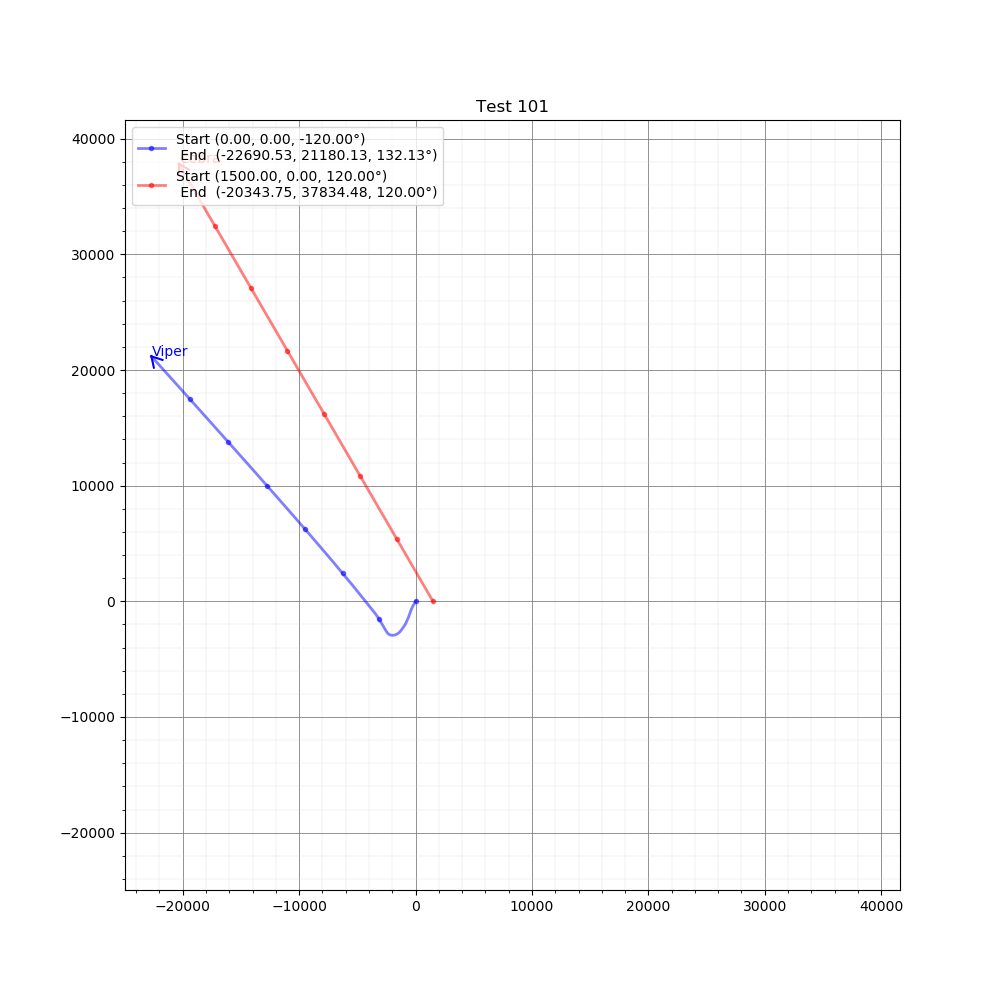 Test 101
40000
30000
20000
10000
0
−10000
−20000
Start (0.00, 0.00, -120.00°)
End (-22690.53, 21180.13, 132.13°)
Start (1500.00, 0.00, 120.00°)
End (-20343.75, 37834.48, 120.00°)
Viper
−20000 −10000 0 10000 20000 30000 40000